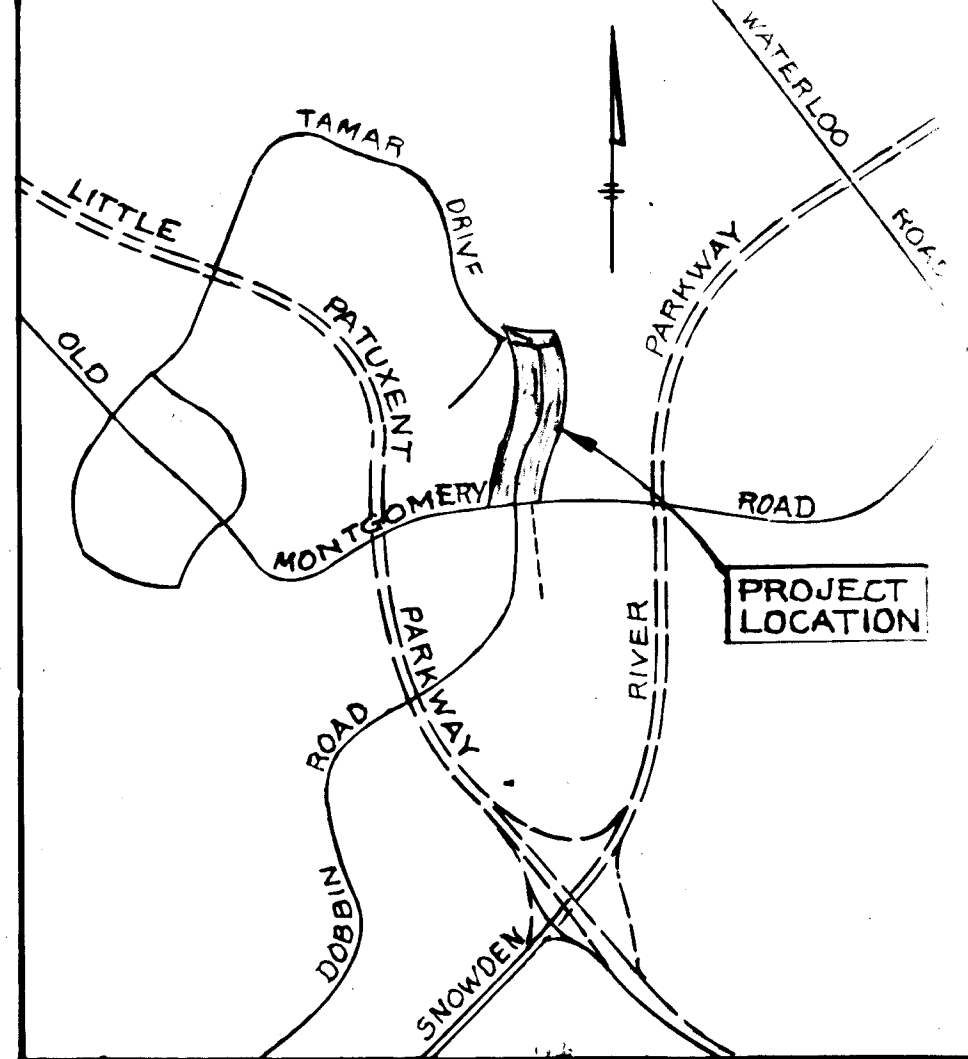 WATERLOO
ROAD
TAMAR
DRIVE
LITTLE
PATUXENT
PARKWAY
PARKWAY
OLD
MONTGOMERY
ROAD
PROJECT
LOCATION
RIVER
ROAD
DOBBIN
SNOWDEN